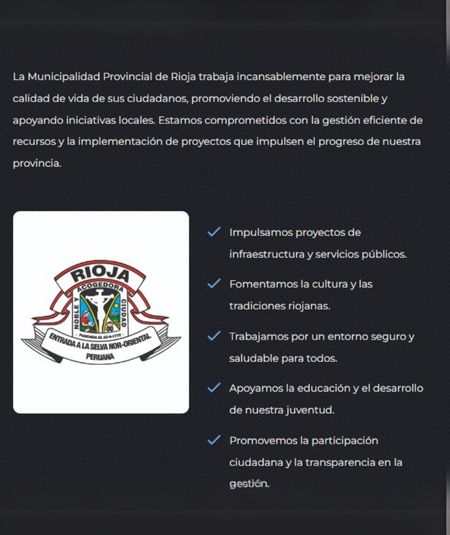 La Municipalidad Provincial de Rioja trabaja incansablemente para mejorar la
calidad de vida de sus ciudadanos, promoviendo el desarrollo sostenible y
apoyando iniciativas locales. Estamos comprometidos con la gestión eficiente de
recursos y la implementación de proyectos que impulsen el progreso de nuestra
provincia.
RIOJA
ACOGEDORA
NOBLE
CIUDAD
ENTRADA A LA SELVA NOR-ORIENTAL
PERUANA
Impulsamos proyectos de
infraestructura y servicios públicos.
Fomentamos la cultura y las
tradiciones riojanas.
Trabajamos por un entorno seguro y
saludable para todos.
Apoyamos la educación y el desarrollo
de nuestra juventud.
Promovemos la participación
ciudadana y la transparencia en la
gestión.